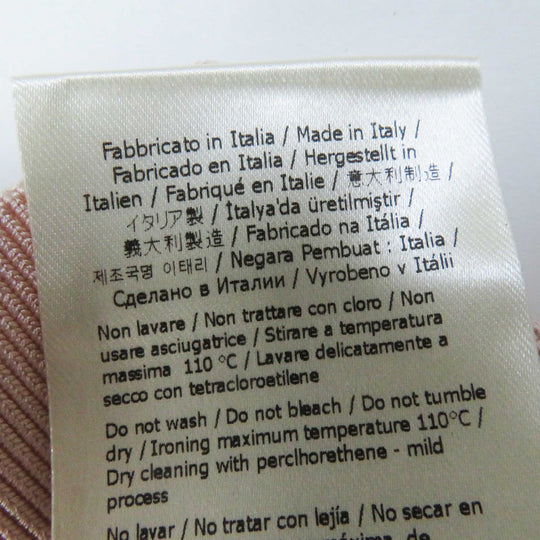 Fabbricato in Italia / Made in Italy /
Fabricado en Italia / Hergestellt in
Italien / Fabriqué en Italie / 意大利制造 /
イタリア製 / İtalya'da üretilmiştir /
義大利製造 / Fabricado na Itália /
제조국명 이태리 / Negara Pembuat : Italia /
Сделано в Италии / Vyrobeno v Itálii
Non lavare / Non trattare con cloro / Non
usare asciugatrice / Stirare a temperatura
massima 110 °C / Lavare delicatamente a
secco con tetracloroetilene
Do not wash / Do not bleach / Do not tumble
dry / Ironing maximum temperature 110°C /
Dry cleaning with perclhorethene - mild
process
No lavar / No tratar con lejía / No secar en
máxima de